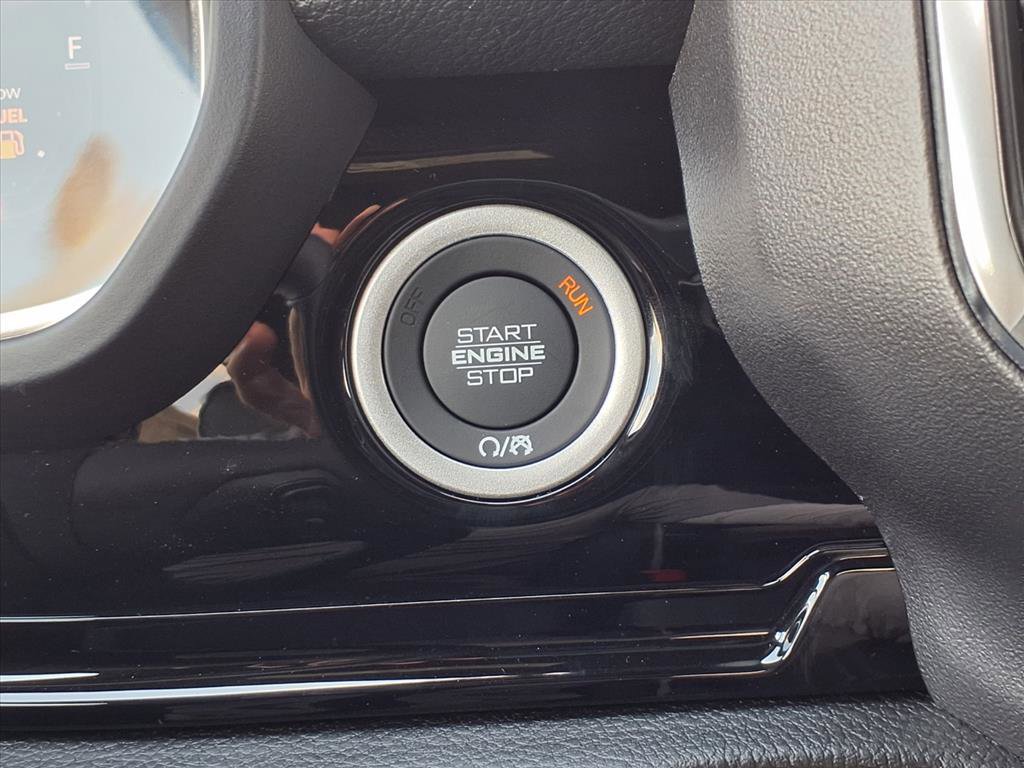 F
UEL
OFF
RUN
START
ENGINE
STOP